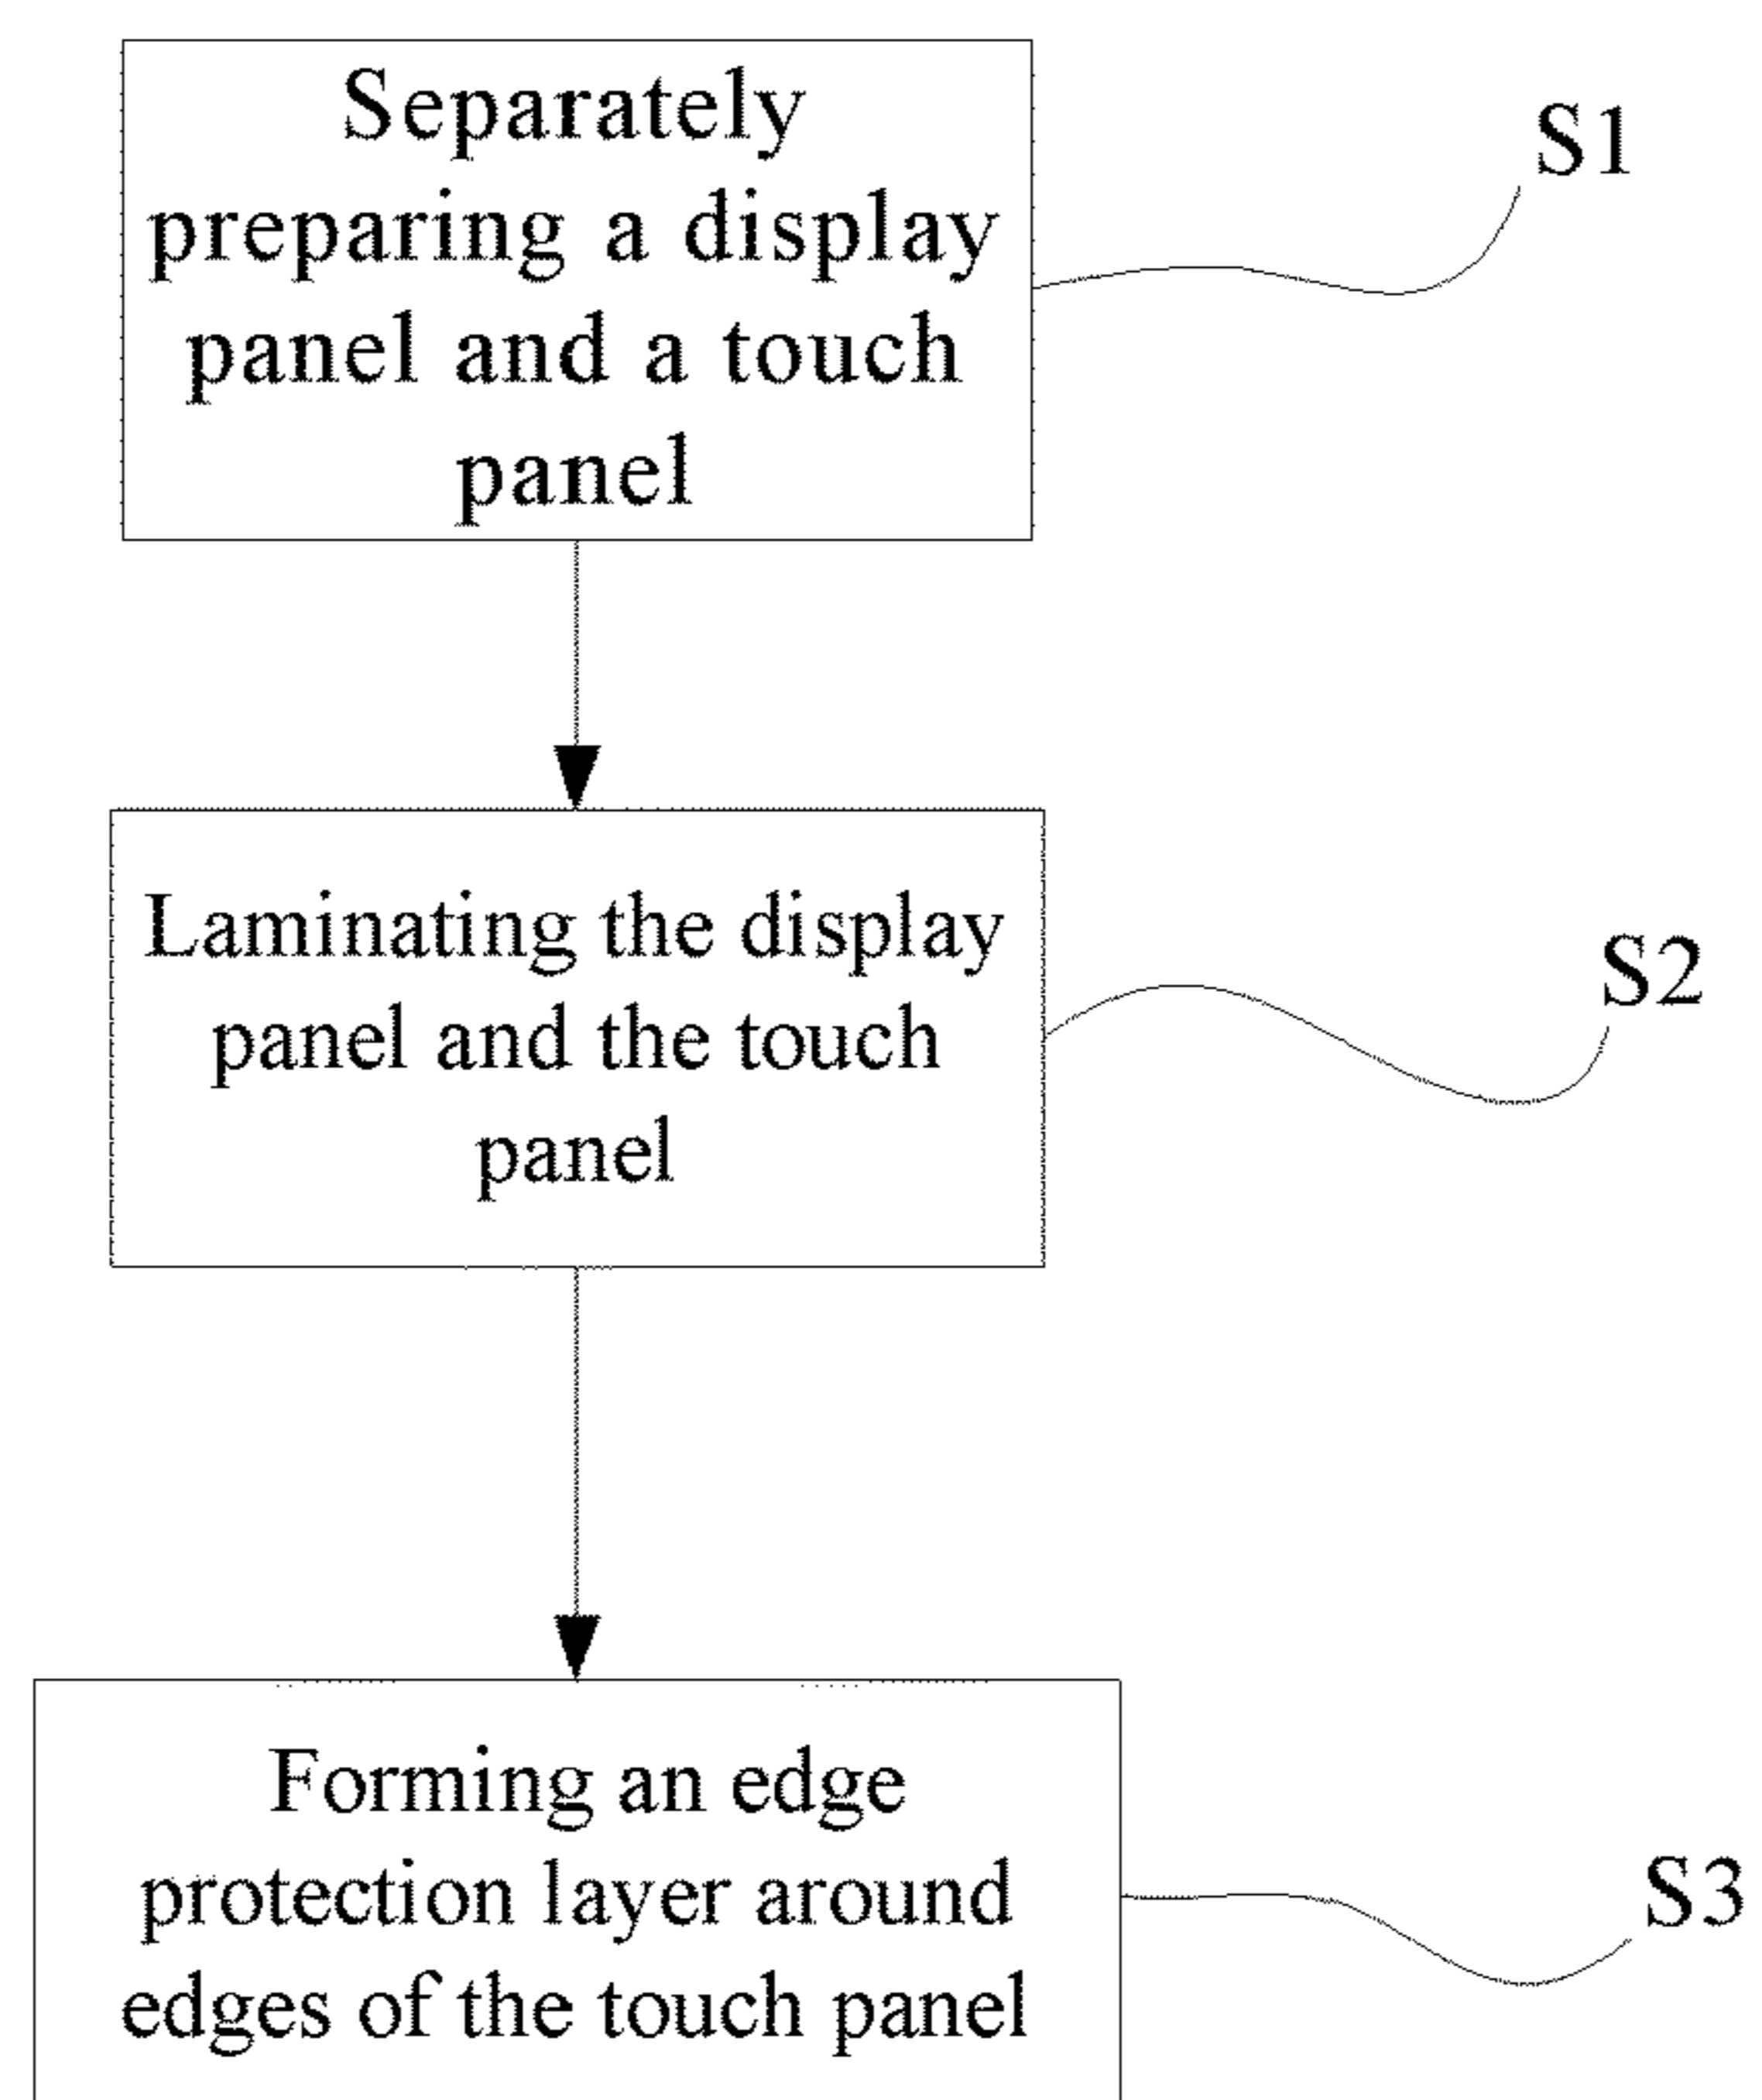 Separately
preparing a display
panel and a touch
panel
S1
Laminating the display
panel and the touch
panel
S2
Forming an edge
protection layer around
edges of the touch panel
S3